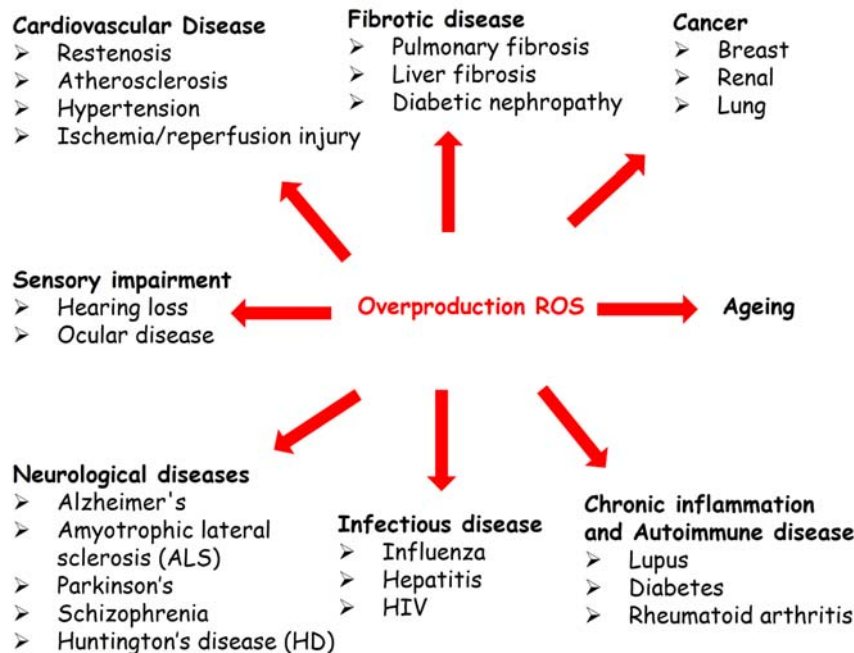 Cardiovascular Disease
➢ Restenosis
➢ Atherosclerosis
➢ Hypertension
➢ Ischemia/reperfusion injury
Fibrotic disease
➢ Pulmonary fibrosis
➢ Liver fibrosis
➢ Diabetic nephropathy
Cancer
➢ Breast
➢ Renal
➢ Lung
Sensory impairment
➢ Hearing loss
➢ Ocular disease
Overproduction ROS
Ageing
Neurological diseases
➢ Alzheimer's
➢ Amyotrophic lateral
sclerosis (ALS)
➢ Parkinson's
➢ Schizophrenia
➢ Huntington's disease (HD)
Infectious disease
➢ Influenza
➢ Hepatitis
➢ HIV
Chronic inflammation
and Autoimmune disease
➢ Lupus
➢ Diabetes
➢ Rheumatoid arthritis